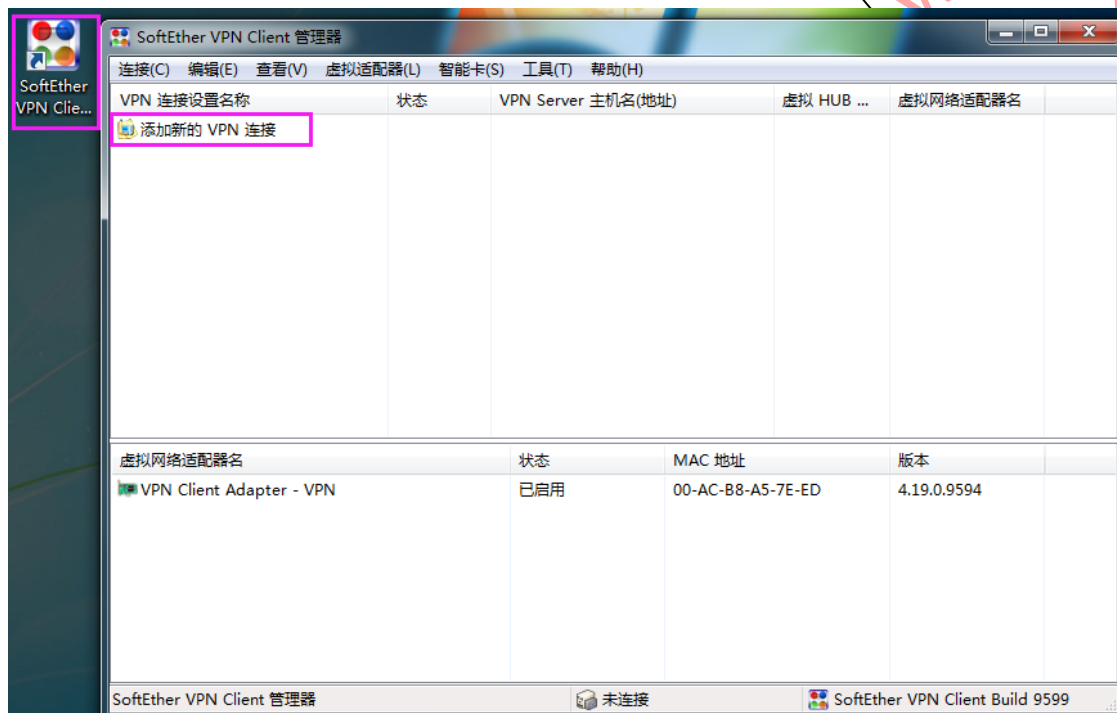 SoftEther
VPN Clie...
SoftEther VPN Client 管理器
连接(C) 编辑(E) 查看(V) 虚拟适配器(L) 智能卡(S) 工具(T) 帮助(H)
VPN 连接设置名称 状态 VPN Server 主机名(地址) 虚拟 HUB ... 虚拟网络适配器名
添加新的 VPN 连接
虚拟网络适配器名 状态 MAC 地址 版本
VPN Client Adapter - VPN 已启用 00-AC-B8-A5-7E-ED 4.19.0.9594
SoftEther VPN Client 管理器 未连接 SoftEther VPN Client Build 9599